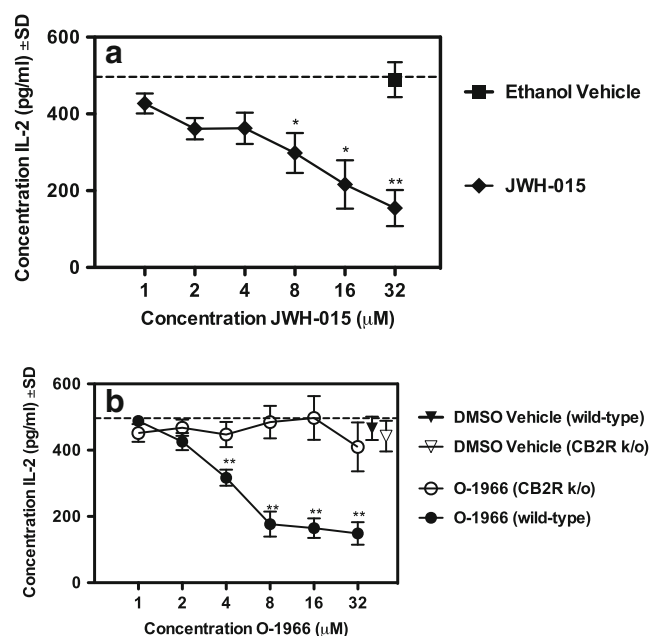 a
Concentration IL-2 (pg/ml) ±SD
600
400
200
0
*
*
**
1 2 4 8 16 32
Concentration JWH-015 (μM)
Ethanol Vehicle
JWH-015
b
Concentration IL-2 (pg/ml) ±SD
600
400
200
0
**
**
**
**
1 2 4 8 16 32
Concentration O-1966 (μM)
DMSO Vehicle (wild-type)
DMSO Vehicle (CB2R k/o)
O-1966 (CB2R k/o)
O-1966 (wild-type)